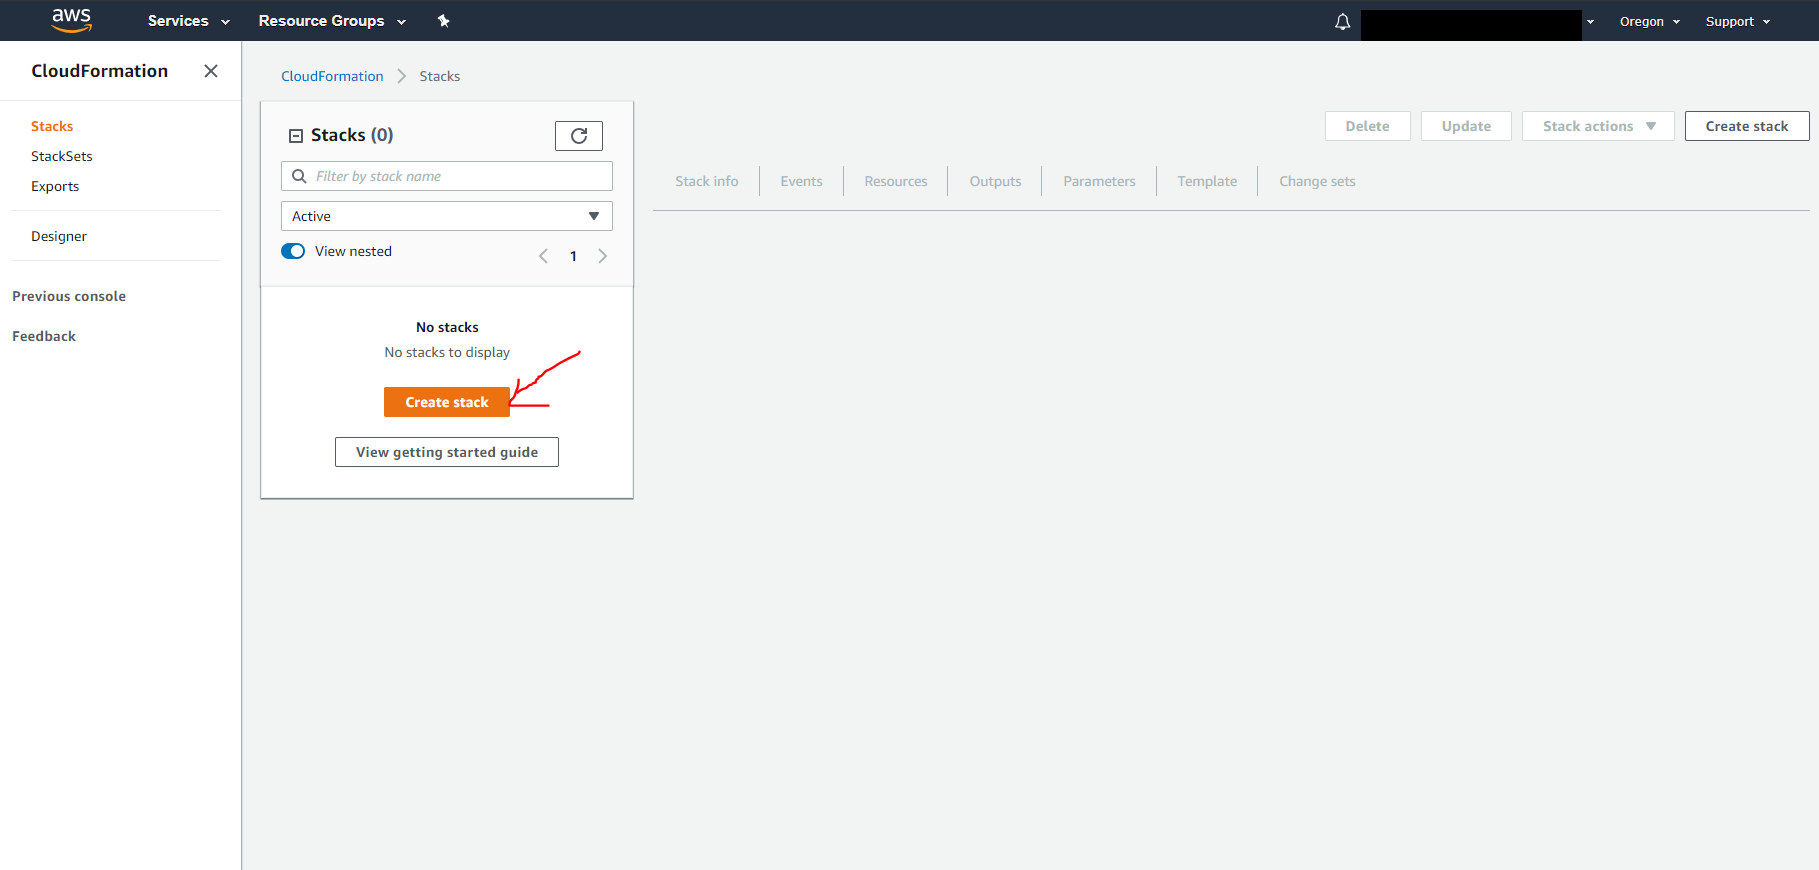 aws Services Resource Groups Oregon Support
CloudFormation
Stacks
StackSets
Exports
Designer
Previous console
Feedback
CloudFormation Stacks
Stacks (0)
Filter by stack name
Active
View nested 1
No stacks
No stacks to display
Create stack
View getting started guide
Delete Update Stack actions Create stack
Stack info Events Resources Outputs Parameters Template Change sets